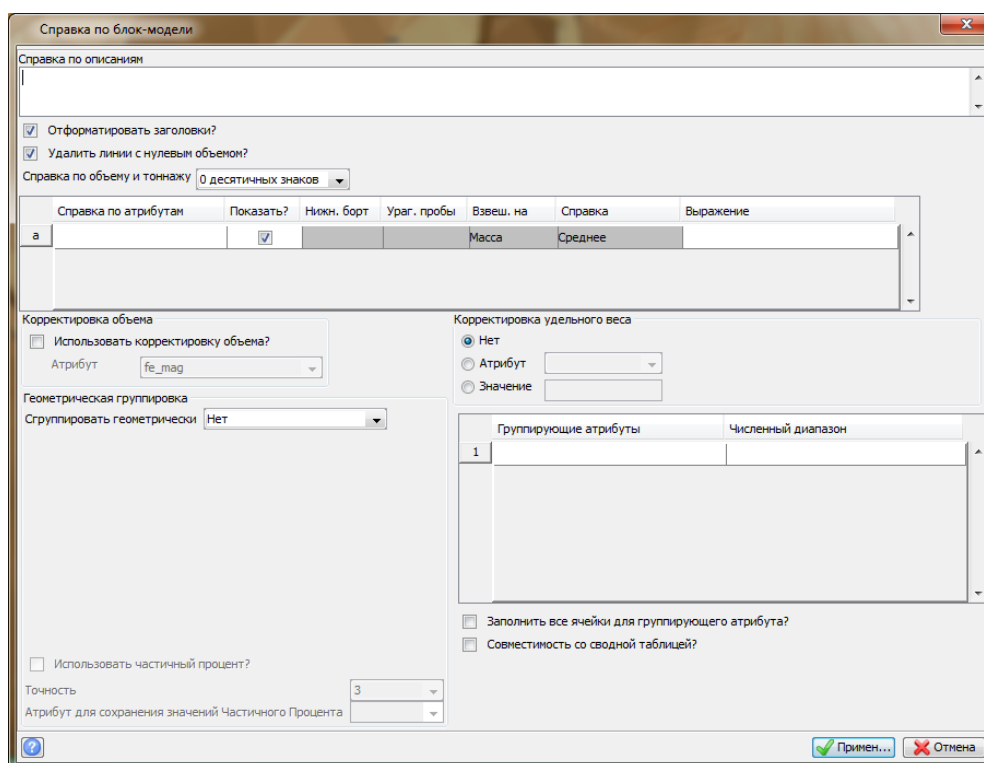 Справка по блок-модели
Справка по описаниям
Отформатировать заголовки?
Удалить линии с нулевым объемом?
Справка по объему и тоннажу 0 десятичных знаков
Справка по атрибутам Показать? Нижн. борт Ураг. пробы Взвеш. на Справка Выражение
a Масса Среднее
Корректировка объема
Использовать корректировку объема?
Атрибут fe_mag
Корректировка удельного веса
Нет
Атрибут
Значение
Геометрическая группировка
Сгруппировать геометрически Нет
Группирующие атрибуты Численный диапазон
1
Заполнить все ячейки для группирующего атрибута?
Совместимость со сводной таблицей?
Использовать частичный процент?
Точность 3
Атрибут для сохранения значений Частичного Процента
Примен... Отмена